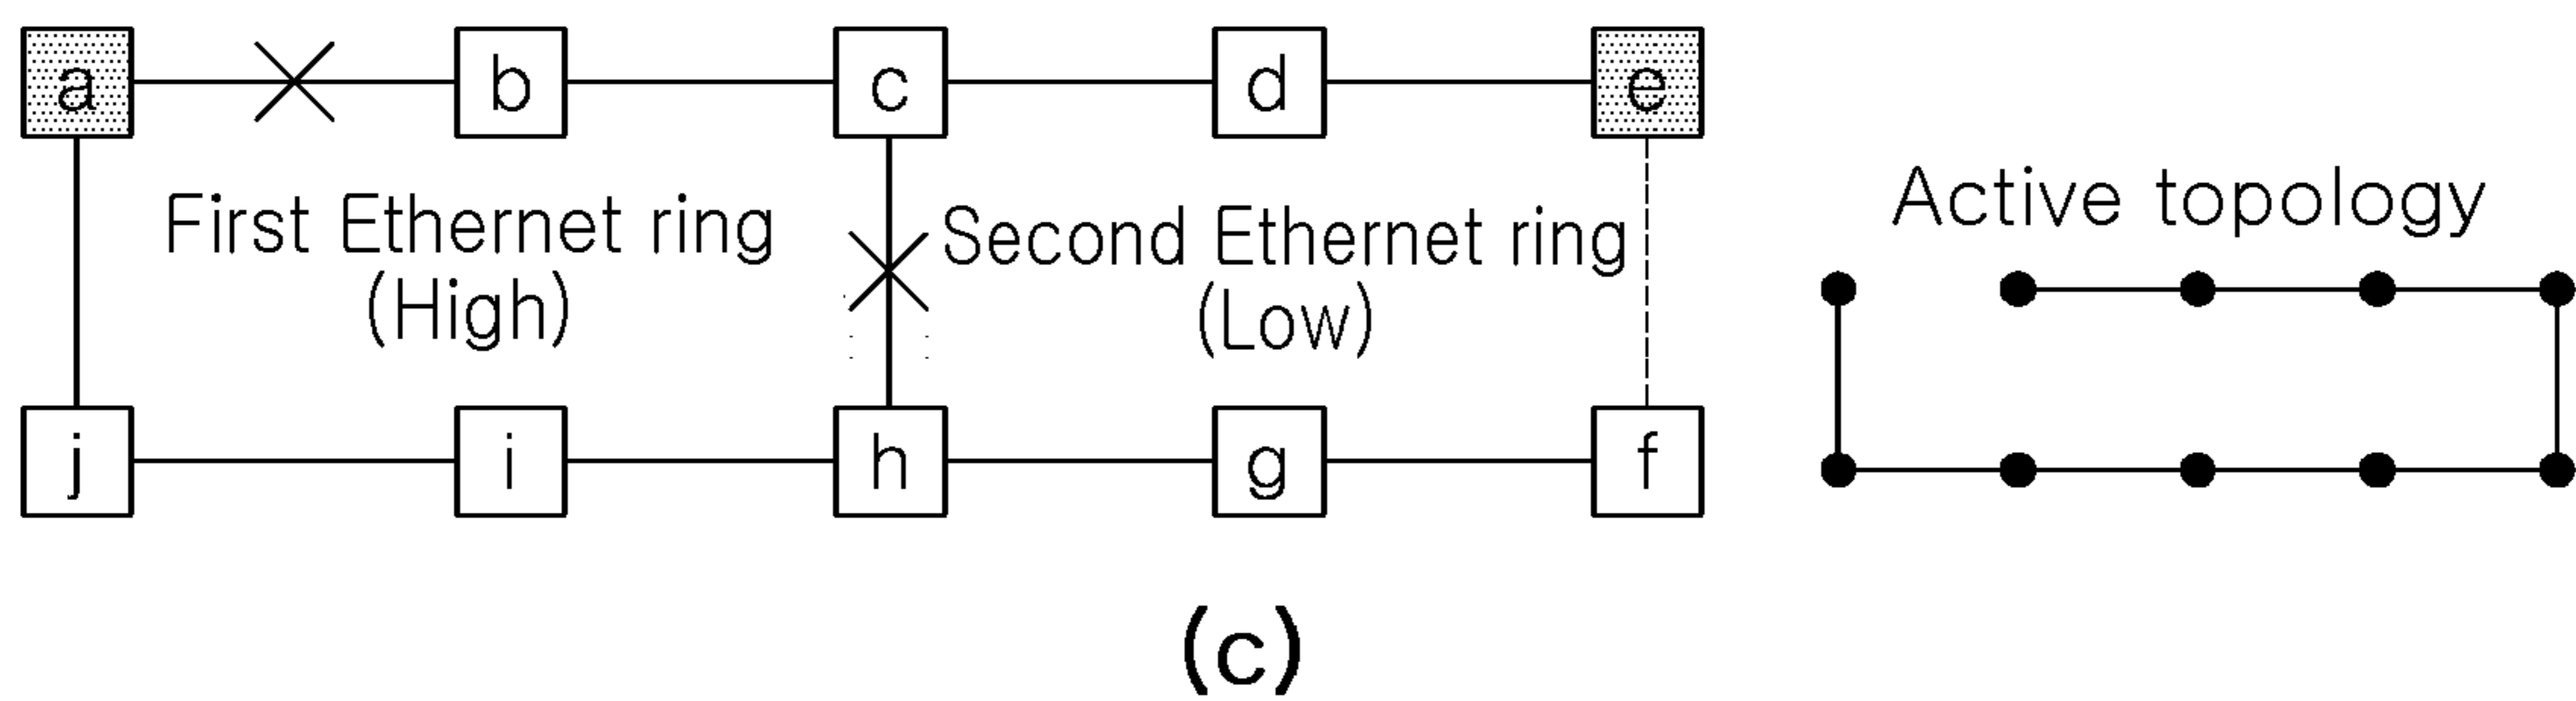 a b c d e
First Ethernet ring
(High)
Second Ethernet ring
(Low)
Active topology
j i h g f
(c)